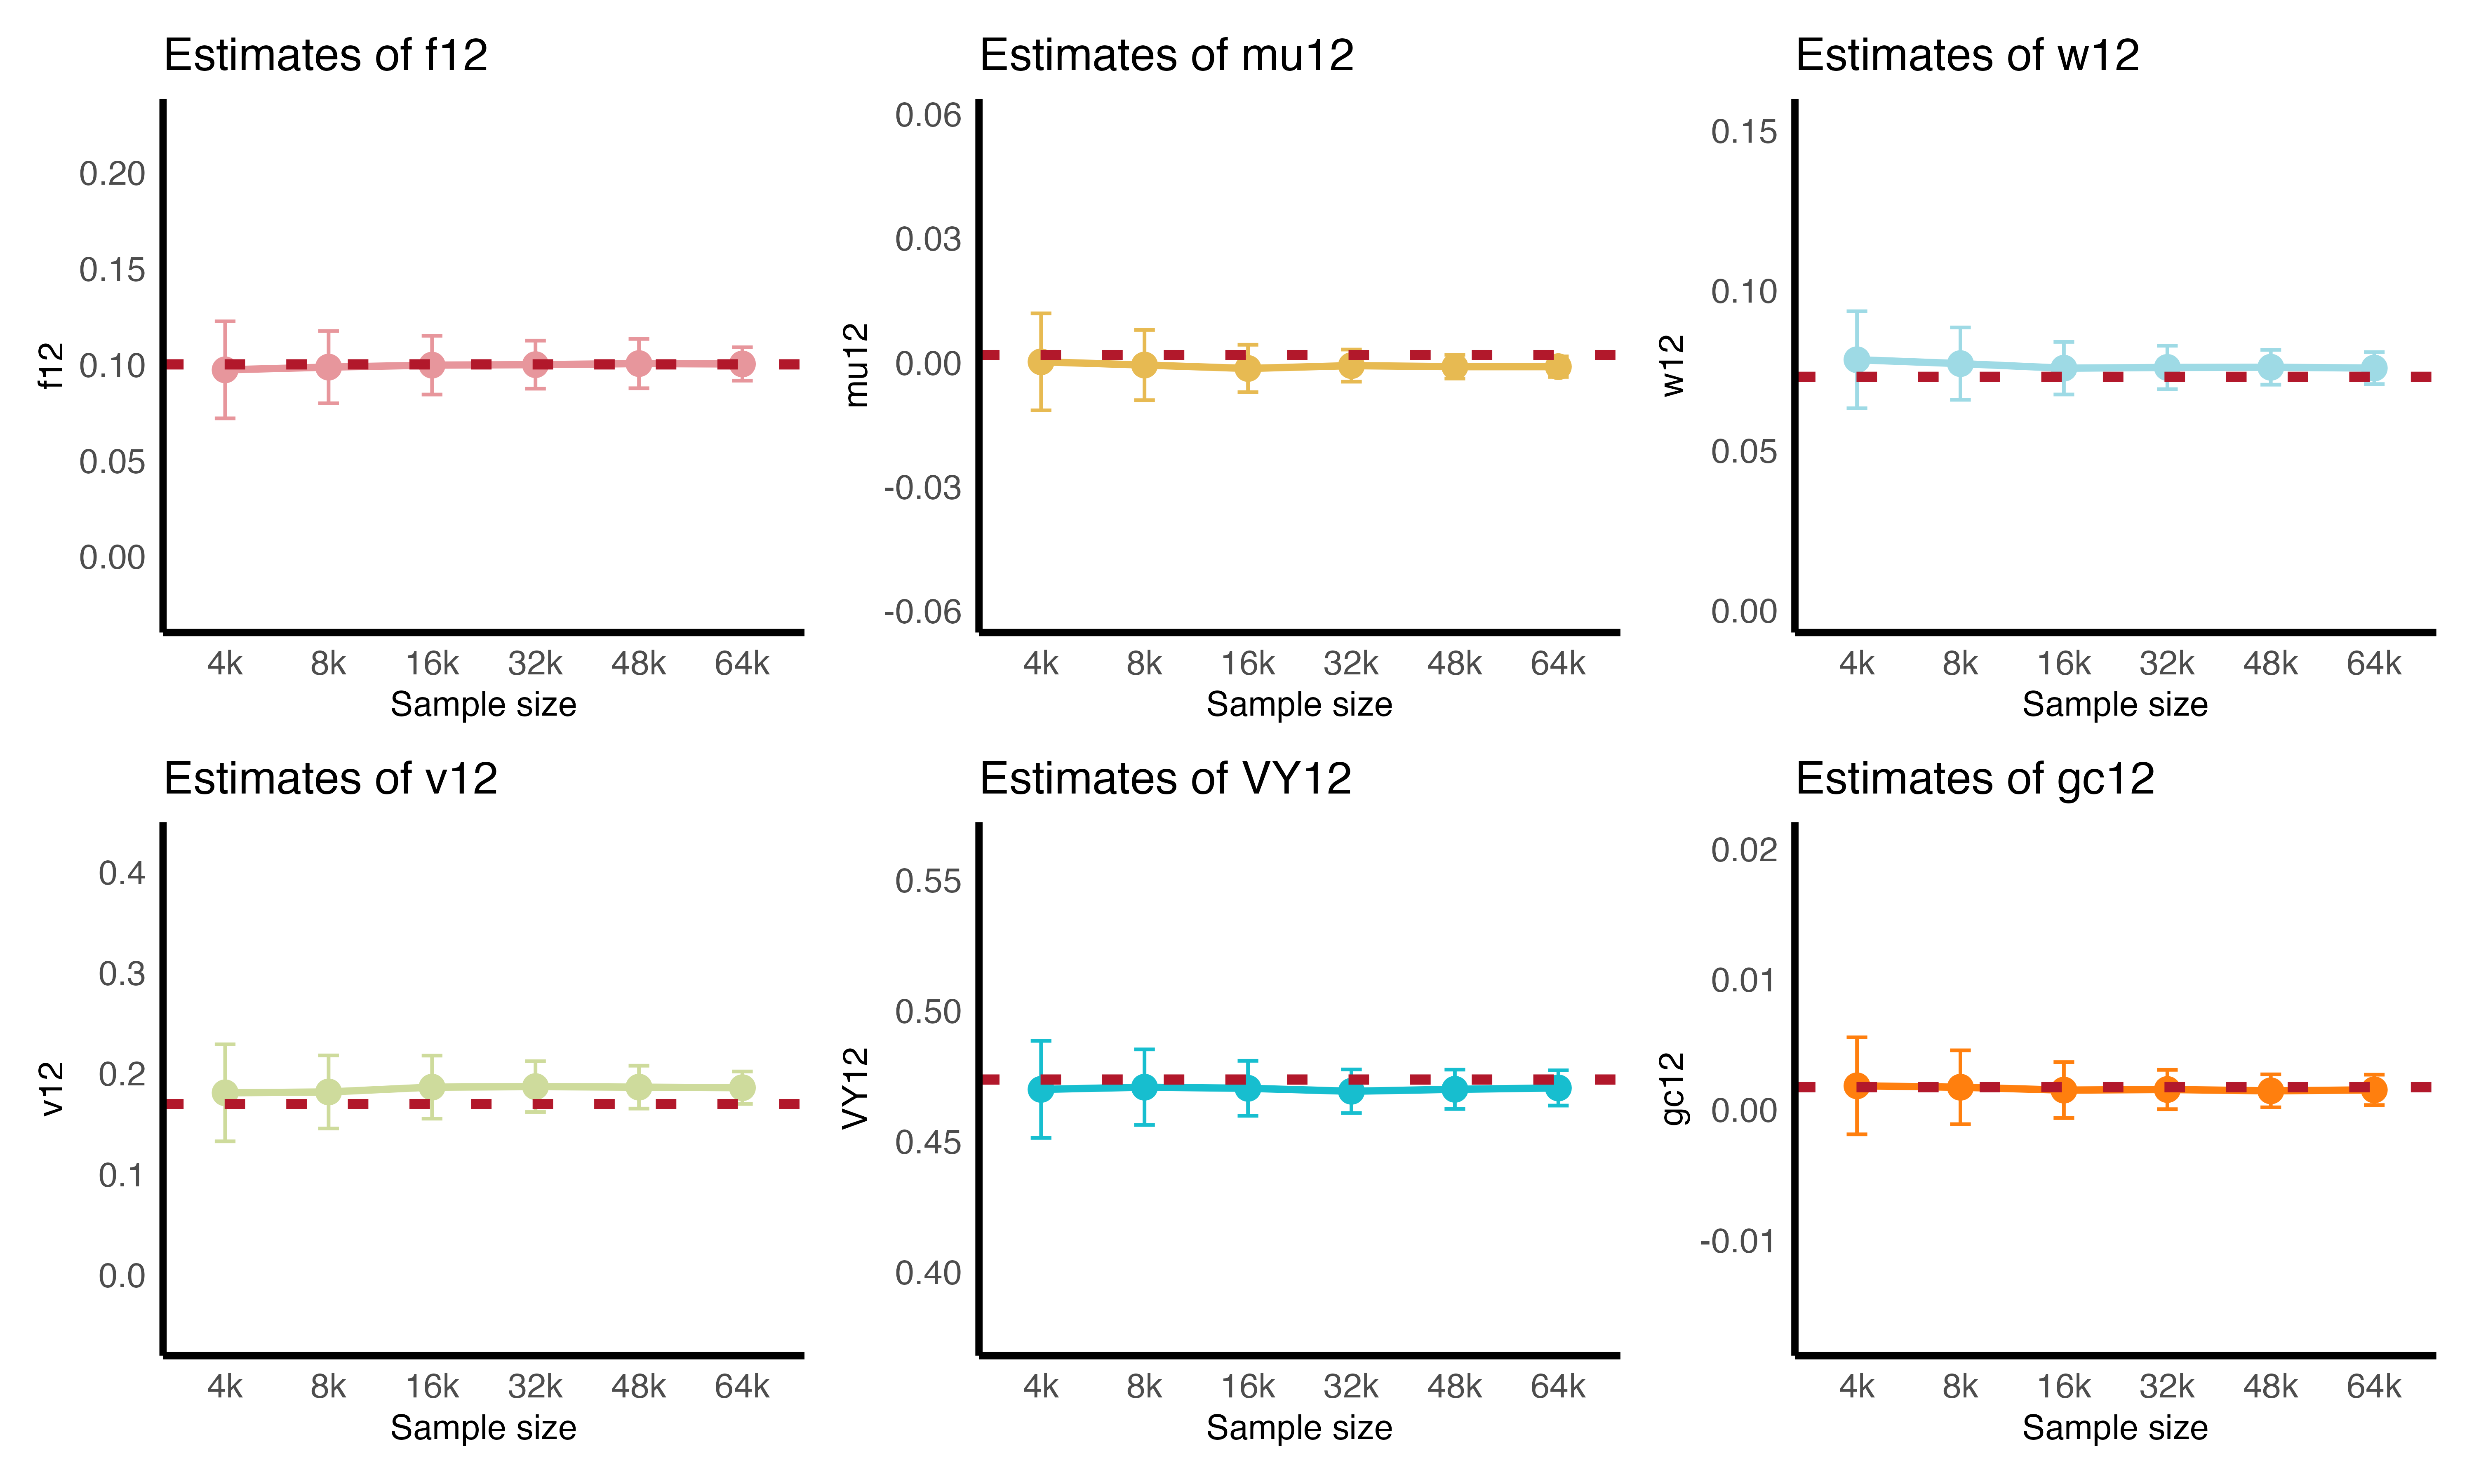 Estimates of f12
f12
0.20
0.15
0.10
0.05
0.00
4k 8k 16k 32k 48k 64k
Sample size
Estimates of mu12
mu12
0.06
0.03
0.00
-0.03
-0.06
4k 8k 16k 32k 48k 64k
Sample size
Estimates of w12
w12
0.15
0.10
0.05
0.00
4k 8k 16k 32k 48k 64k
Sample size
Estimates of v12
v12
0.4
0.3
0.2
0.1
0.0
4k 8k 16k 32k 48k 64k
Sample size
Estimates of VY12
VY12
0.55
0.50
0.45
0.40
4k 8k 16k 32k 48k 64k
Sample size
Estimates of gc12
gc12
0.02
0.01
0.00
-0.01
4k 8k 16k 32k 48k 64k
Sample size